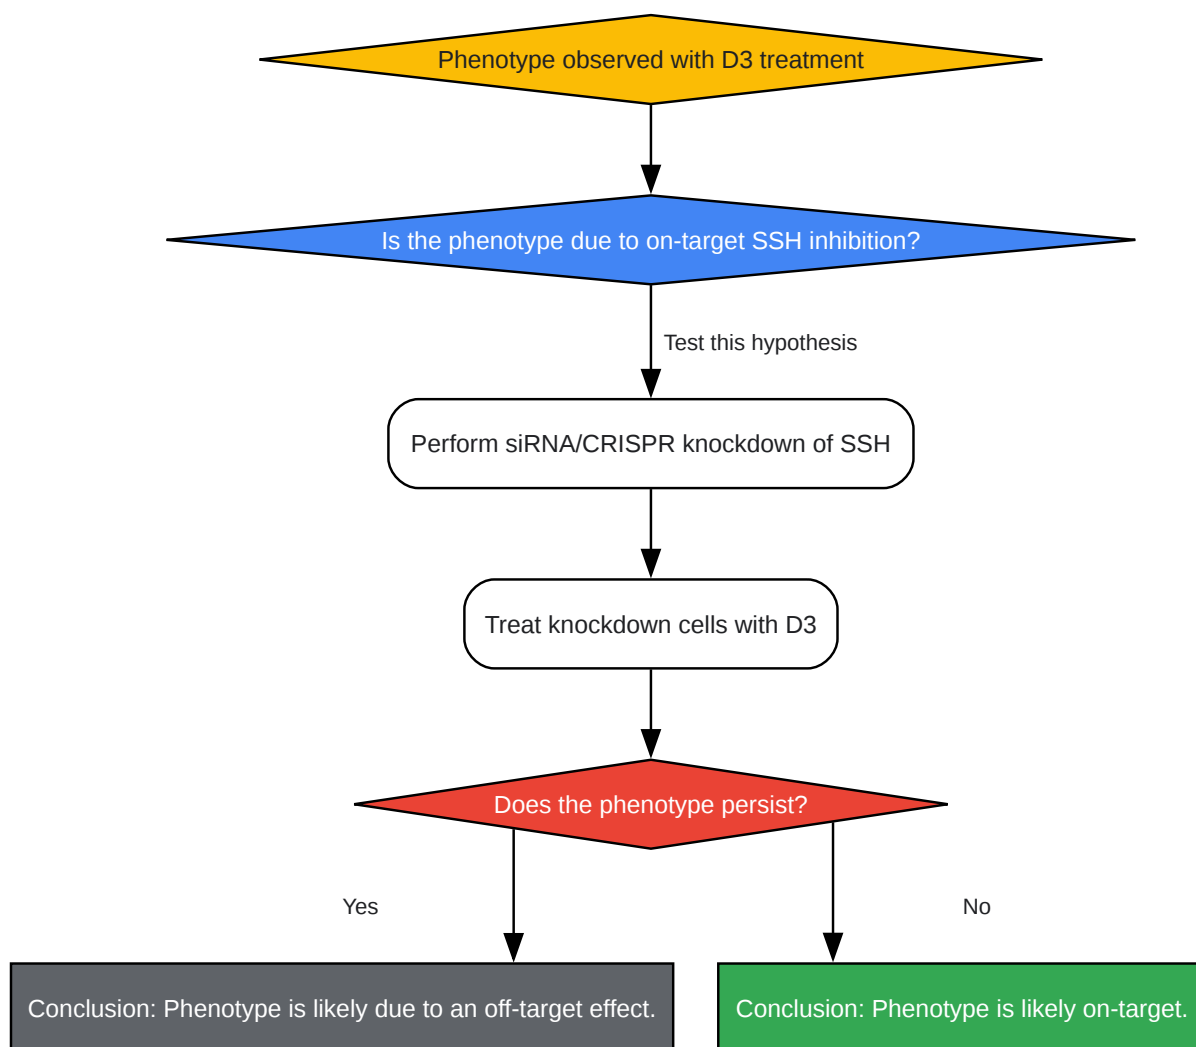 Phenotype observed with D3 treatment
Is the phenotype due to on-target SSH inhibition?
Test this hypothesis
Perform siRNA/CRISPR knockdown of SSH
Treat knockdown cells with D3
Does the phenotype persist?
Yes
No
Conclusion: Phenotype is likely due to an off-target effect.
Conclusion: Phenotype is likely on-target.